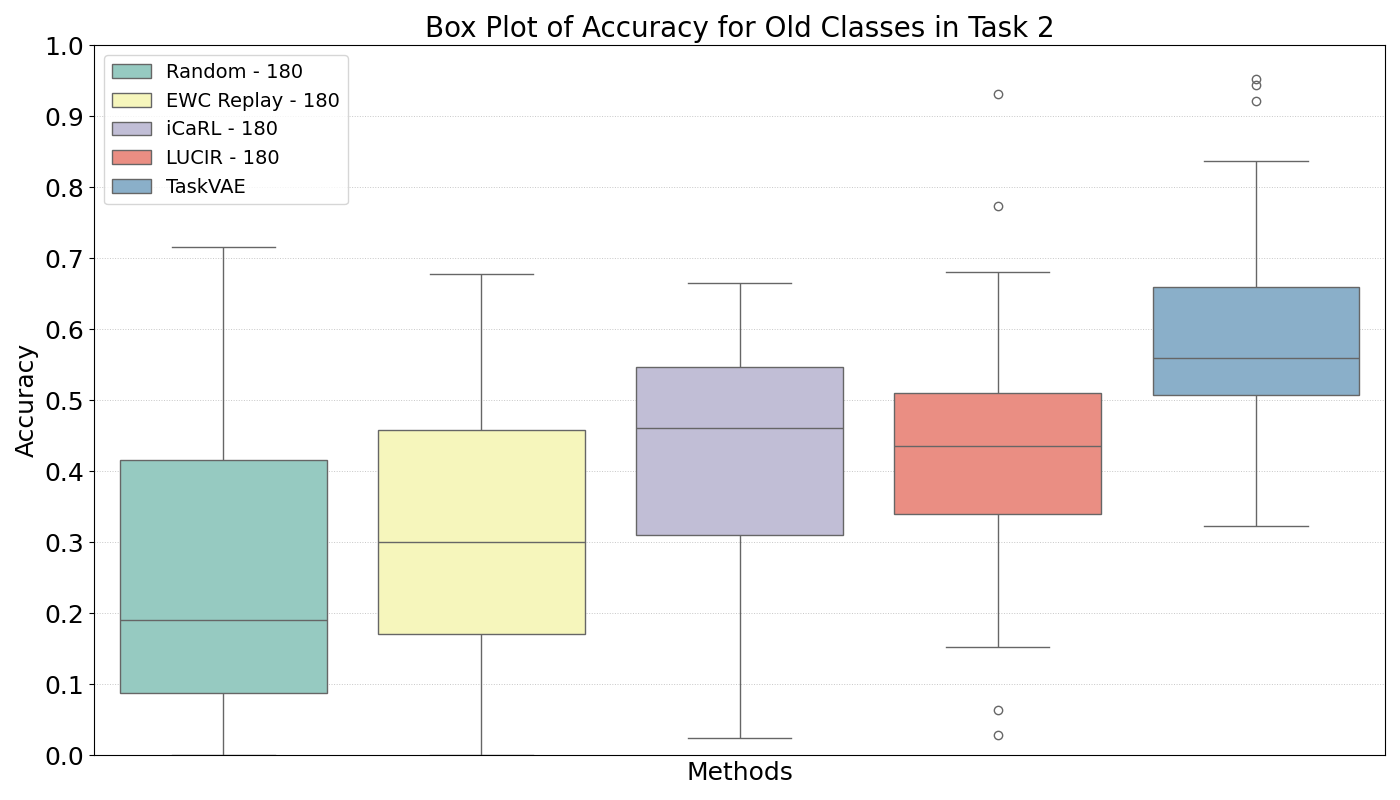 Box Plot of Accuracy for Old Classes in Task 2
1.0
0.9
0.8
0.7
0.6
0.5
0.4
0.3
0.2
0.1
0.0
Accuracy
Random - 180
EWC Replay - 180
iCaRL - 180
LUCIR - 180
TaskVAE
Methods